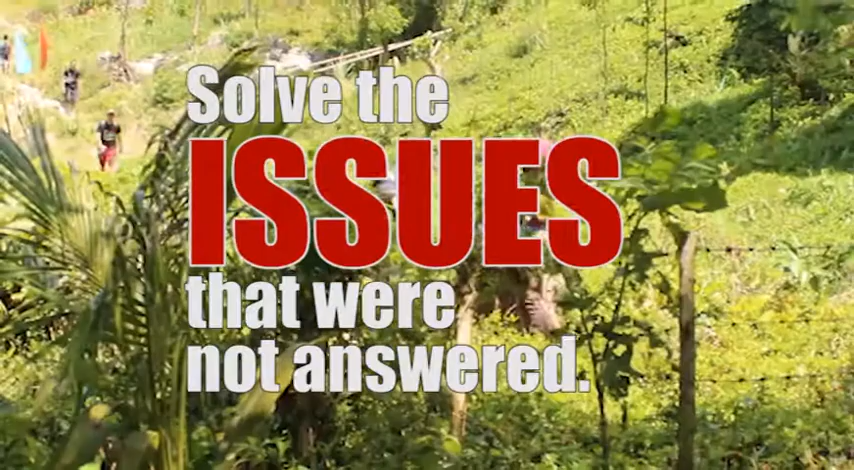 Solve the
ISSUES
that were
not answered.